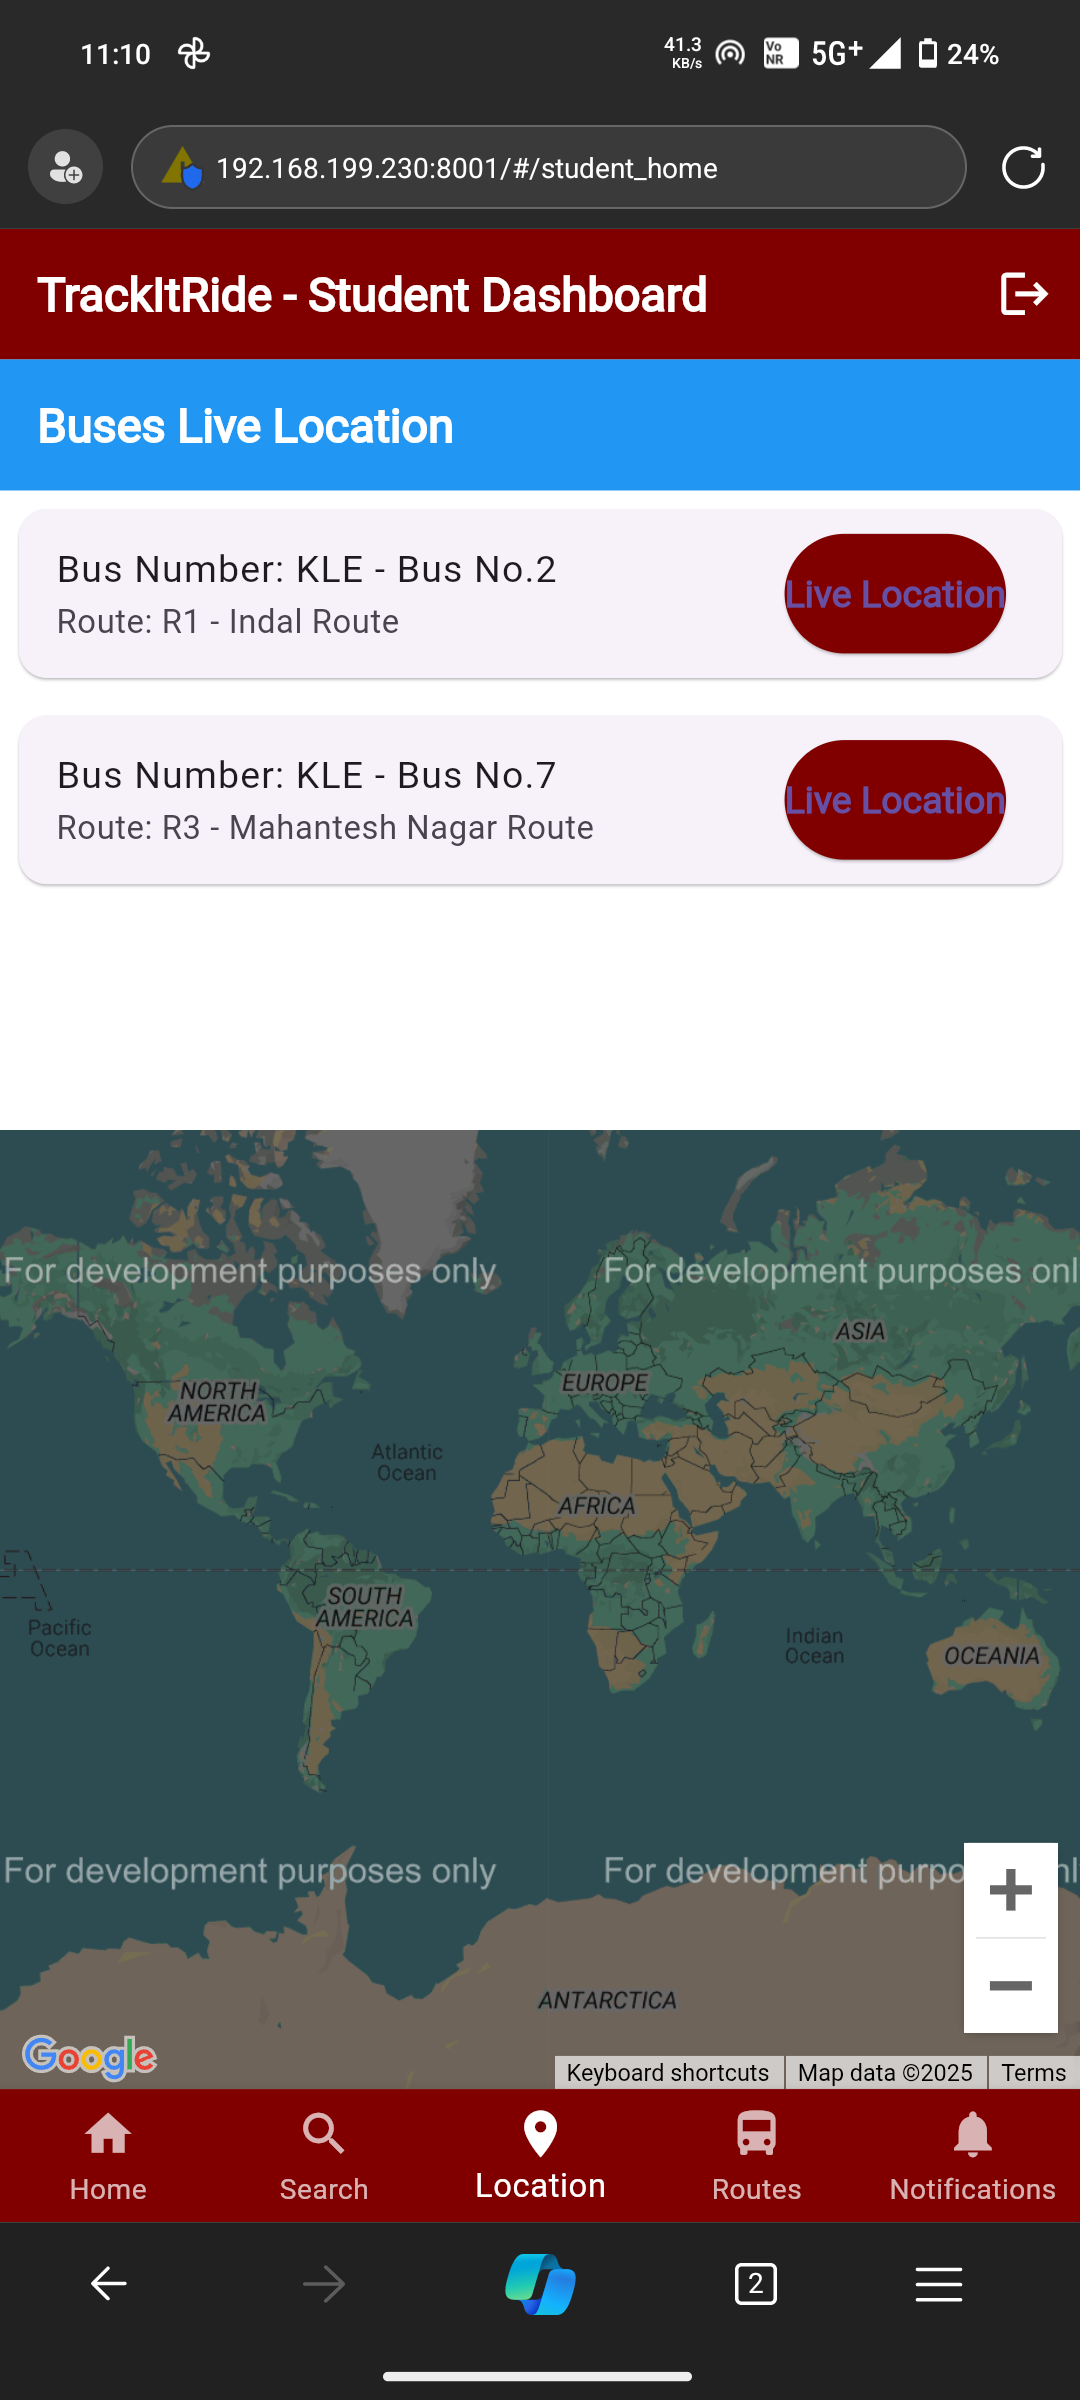 11:10
41.3
KB/s
Vo
NR
5G+
24%
192.168.199.230:8001/#/student_home
TrackItRide - Student Dashboard
Buses Live Location
Bus Number: KLE - Bus No.2
Route: R1 - Indal Route
Live Location
Bus Number: KLE - Bus No.7
Route: R3 - Mahantesh Nagar Route
Live Location
For development purposes only
For development purposes onl
ASIA
EUROPE
NORTH
AMERICA
Atlantic
Ocean
AFRICA
SOUTH
AMERICA
Pacific
Ocean
Indian
Ocean
OCEANIA
For development purposes only
For development purpo nl
ANTARCTICA
Google
Keyboard shortcuts
Map data ©2025
Terms
Home
Search
Location
Routes
Notifications
2